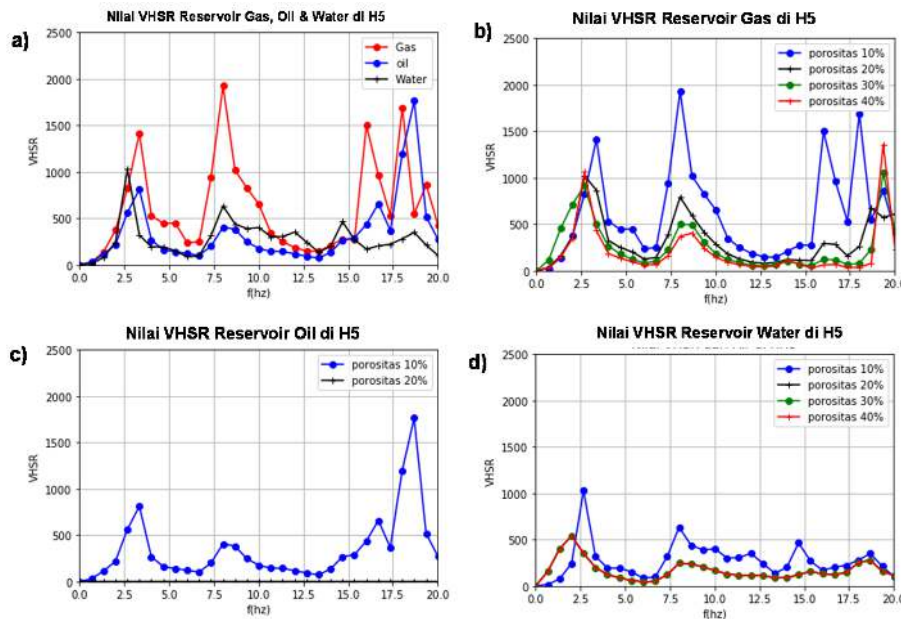 Nilai VHSR Reservoir Gas, Oil & Water di H5
a)
2500
2000
1500
1000
500
0
VHSR
Gas
oil
Water
0.0 2.5 5.0 7.5 10.0 12.5 15.0 17.5 20.0
f(hz)
Nilai VHSR Reservoir Gas di H5
b)
2500
2000
1500
1000
500
0
VHSR
porositas 10%
porositas 20%
porositas 30%
porositas 40%
0.0 2.5 5.0 7.5 10.0 12.5 15.0 17.5 20.0
f(hz)
Nilai VHSR Reservoir Oil di H5
c)
2500
2000
1500
1000
500
0
VHSR
porositas 10%
porositas 20%
0.0 2.5 5.0 7.5 10.0 12.5 15.0 17.5 20.0
f(hz)
Nilai VHSR Reservoir Water di H5
d)
2500
2000
1500
1000
500
0
VHSR
porositas 10%
porositas 20%
porositas 30%
porositas 40%
0.0 2.5 5.0 7.5 10.0 12.5 15.0 17.5 20.0
f(hz)